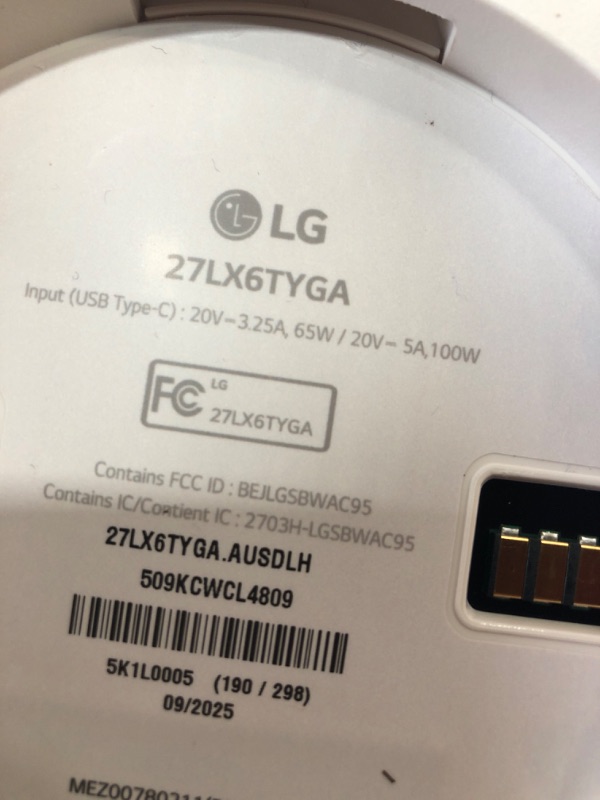 LG
27LX6TYGA
Input (USB Type-C) : 20V⎓3.25A, 65W / 20V⎓ 5A,100W
FC LG
27LX6TYGA
Contains FCC ID : BEJLGSBWAC95
Contains IC/Contient IC : 2703H-LGSBWAC95
27LX6TYGA.AUSDLH
509KCWCL4809
5K1L0005 (190 / 298)
09/2025